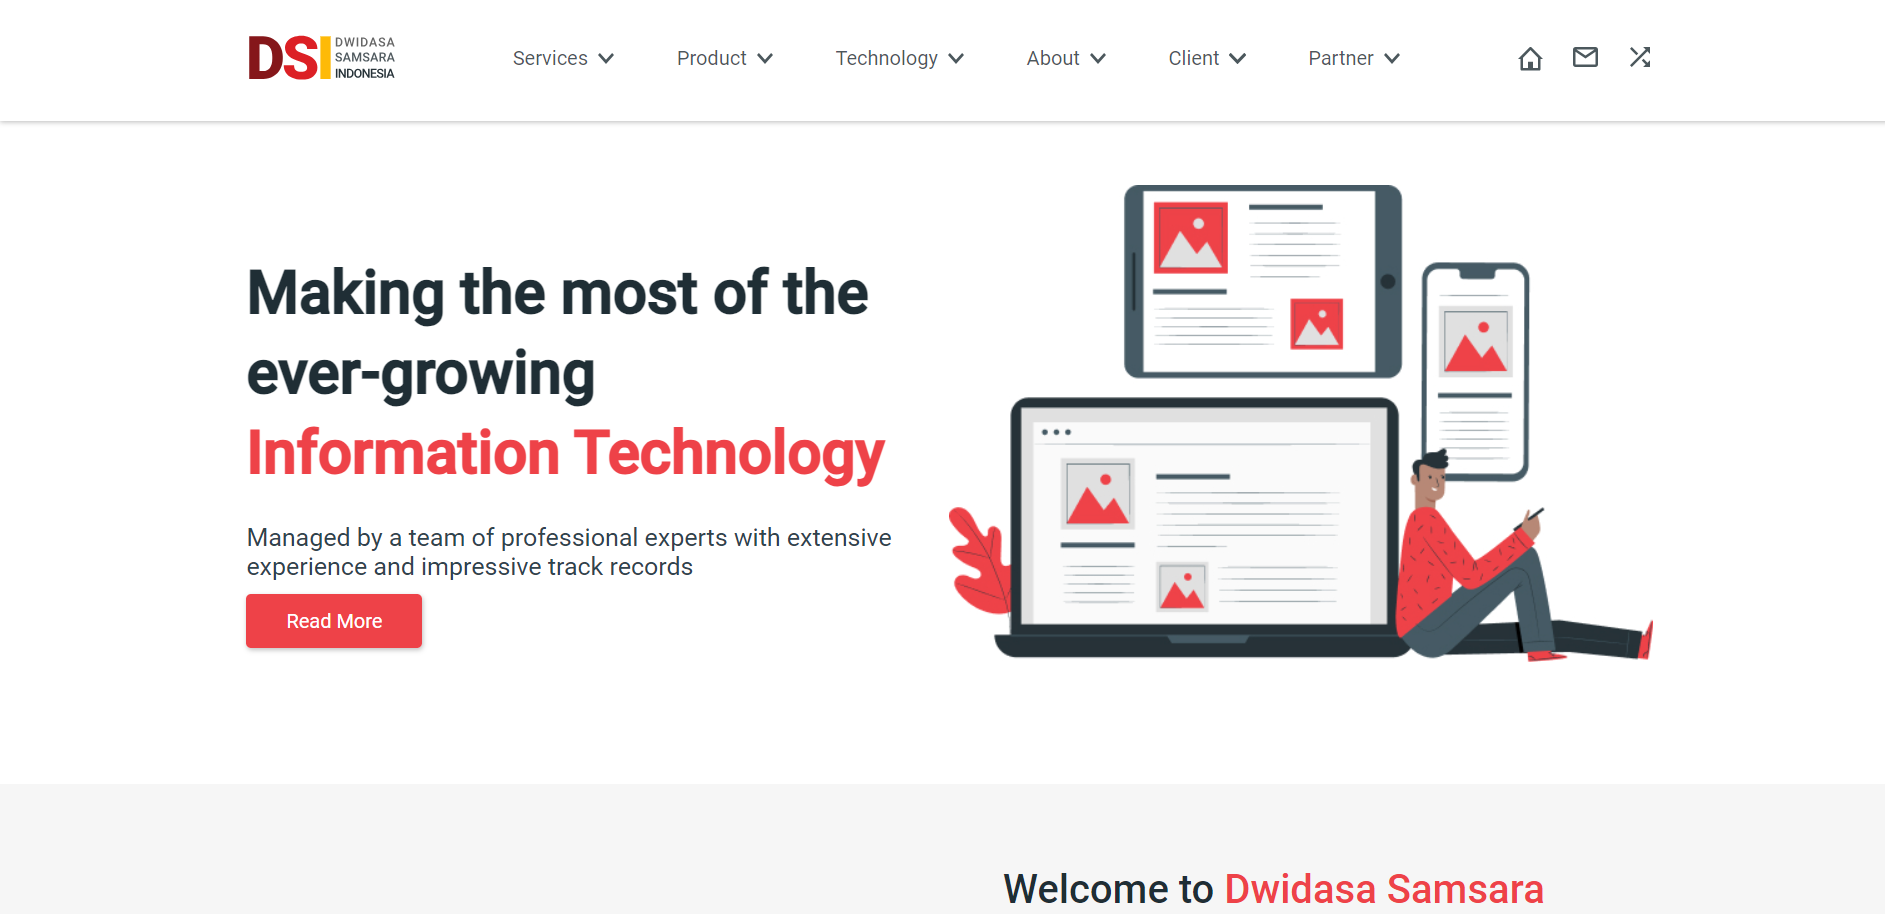 DSI
DWIDASA
SAMSARA
INDONESIA
Services
Product
Technology
About
Client
Partner
Making the most of the
ever-growing
Information Technology
Managed by a team of professional experts with extensive
experience and impressive track records
Read More
Welcome to Dwidasa Samsara